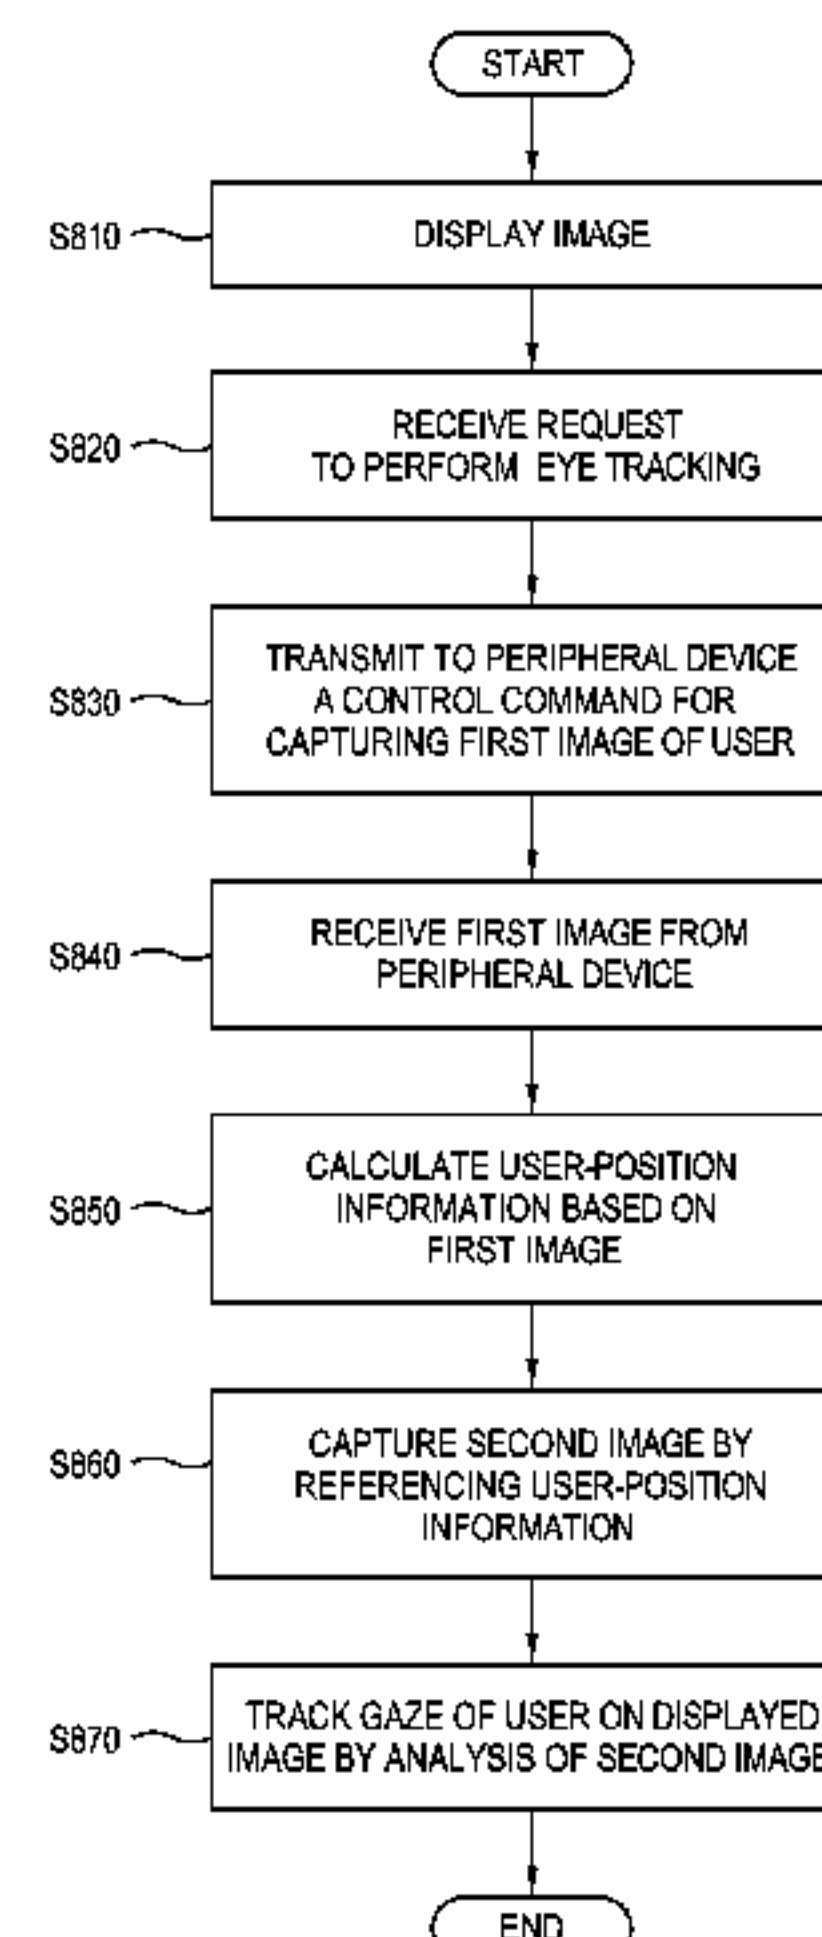 START
S810
DISPLAY IMAGE
S820
RECEIVE REQUEST
TO PERFORM EYE TRACKING
S830
TRANSMIT TO PERIPHERAL DEVICE
A CONTROL COMMAND FOR
CAPTURING FIRST IMAGE OF USER
S840
RECEIVE FIRST IMAGE FROM
PERIPHERAL DEVICE
S850
CALCULATE USER-POSITION
INFORMATION BASED ON
FIRST IMAGE
S860
CAPTURE SECOND IMAGE BY
REFERENCING USER-POSITION
INFORMATION
S870
TRACK GAZE OF USER ON DISPLAYED
IMAGE BY ANALYSIS OF SECOND IMAGE
END